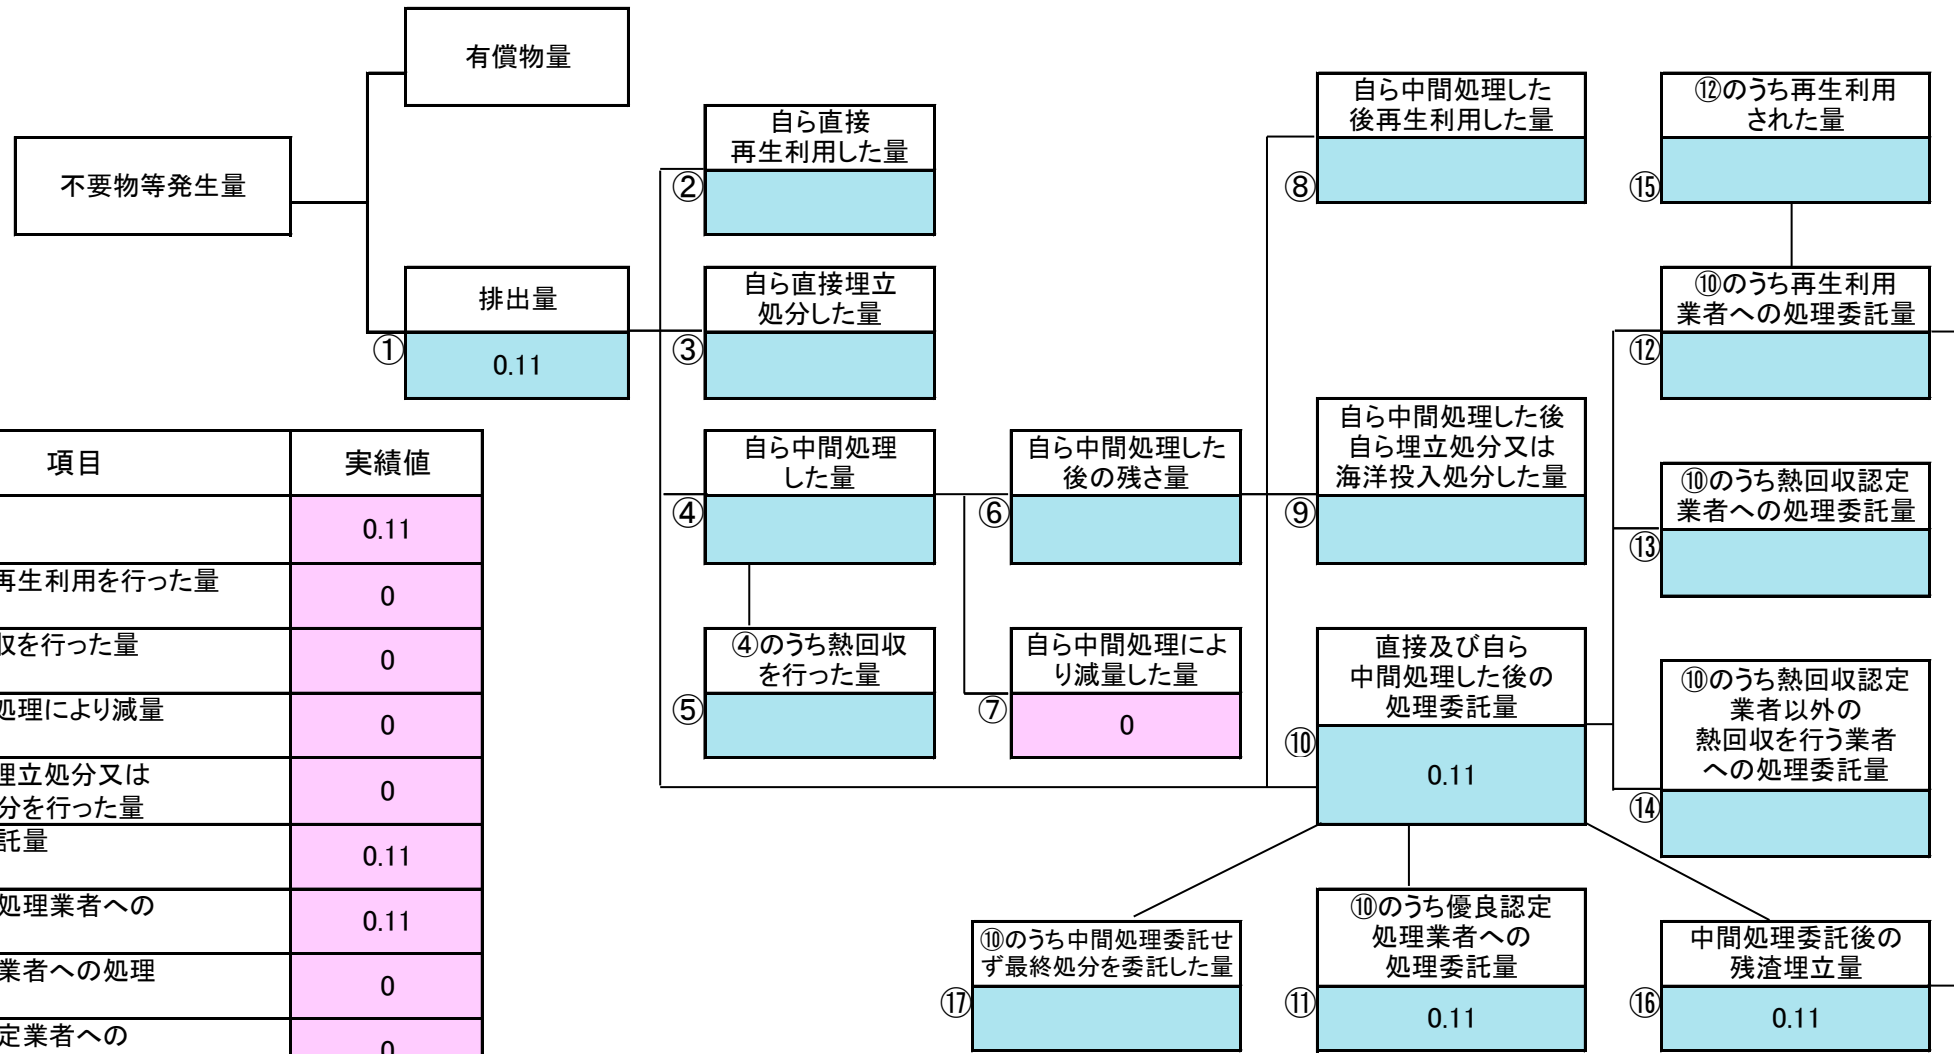 有償物量
不要物等発生量
排出量
①
0.11
自ら直接
再生利用した量
②
自ら直接埋立
処分した量
③
自ら中間処理
した量
④
④のうち熱回収
を行った量
⑤
自ら中間処理した
後の残さ量
⑥
自ら中間処理によ
り減量した量
⑦
0
自ら中間処理した
後再生利用した量
⑧
自ら中間処理した後
自ら埋立処分又は
海洋投入処分した量
⑨
直接及び自ら
中間処理した後の
処理委託量
⑩
0.11
⑫のうち再生利用
された量
⑮
⑩のうち再生利用
業者への処理委託量
⑫
⑩のうち熱回収認定
業者への処理委託量
⑬
⑩のうち熱回収認定
業者以外の
熱回収を行う業者
への処理委託量
⑭
⑩のうち中間処理委託せ
ず最終処分を委託した量
⑰
⑩のうち優良認定
処理業者への
処理委託量
⑪
0.11
中間処理委託後の
残渣埋立量
⑯
0.11
項目 実績値
0.11
再生利用を行った量 0
収を行った量 0
処理により減量 0
埋立処分又は
分を行った量 0
託量 0.11
処理業者への 0.11
業者への処理 0
定業者への 0